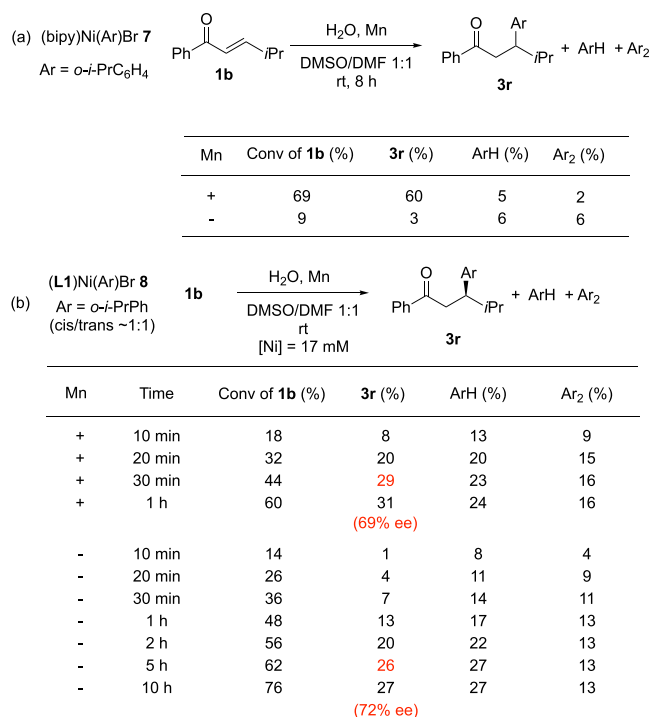 (a) (bipy)Ni(Ar)Br 7
Ar = o-i-PrC6H4
O
Ph
iPr
1b
H2O, Mn
DMSO/DMF 1:1
rt, 8 h
O
Ar
Ph
iPr
3r
+ ArH + Ar2
Mn Conv of 1b (%) 3r (%) ArH (%) Ar2 (%)
+ 69 60 5 2
- 9 3 6 6
(b) (L1)Ni(Ar)Br 8
Ar = o-i-PrPh
(cis/trans ~1:1)
1b
H2O, Mn
DMSO/DMF 1:1
rt
[Ni] = 17 mM
O
Ar
Ph
iPr
3r
+ ArH + Ar2
Mn Time Conv of 1b (%) 3r (%) ArH (%) Ar2 (%)
+ 10 min 18 8 13 9
+ 20 min 32 20 20 15
+ 30 min 44 29 23 16
+ 1 h 60 31 24 16
(69% ee)
- 10 min 14 1 8 4
- 20 min 26 4 11 9
- 30 min 36 7 14 11
- 1 h 48 13 17 13
- 2 h 56 20 22 13
- 5 h 62 26 27 13
- 10 h 76 27 27 13
(72% ee)